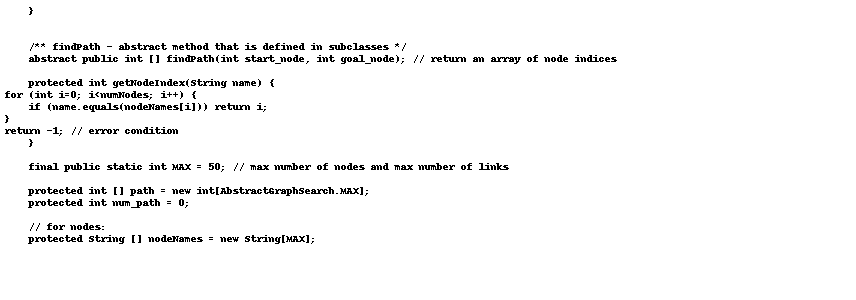 }

    /** findPath - abstract method that is defined in subclasses */
    abstract public int [] findPath(int start_node, int goal_node); // return an array of node indices

    protected int getNodeIndex(String name) {
for (int i=0; i<numNodes; i++) {
    if (name.equals(nodeNames[i])) return i;
}
return -1; // error condition
    }

    final public static int MAX = 50; // max number of nodes and max number of links

    protected int [] path = new int[AbstractGraphSearch.MAX];
    protected int num_path = 0;

    // for nodes:
    protected String [] nodeNames = new String[MAX];